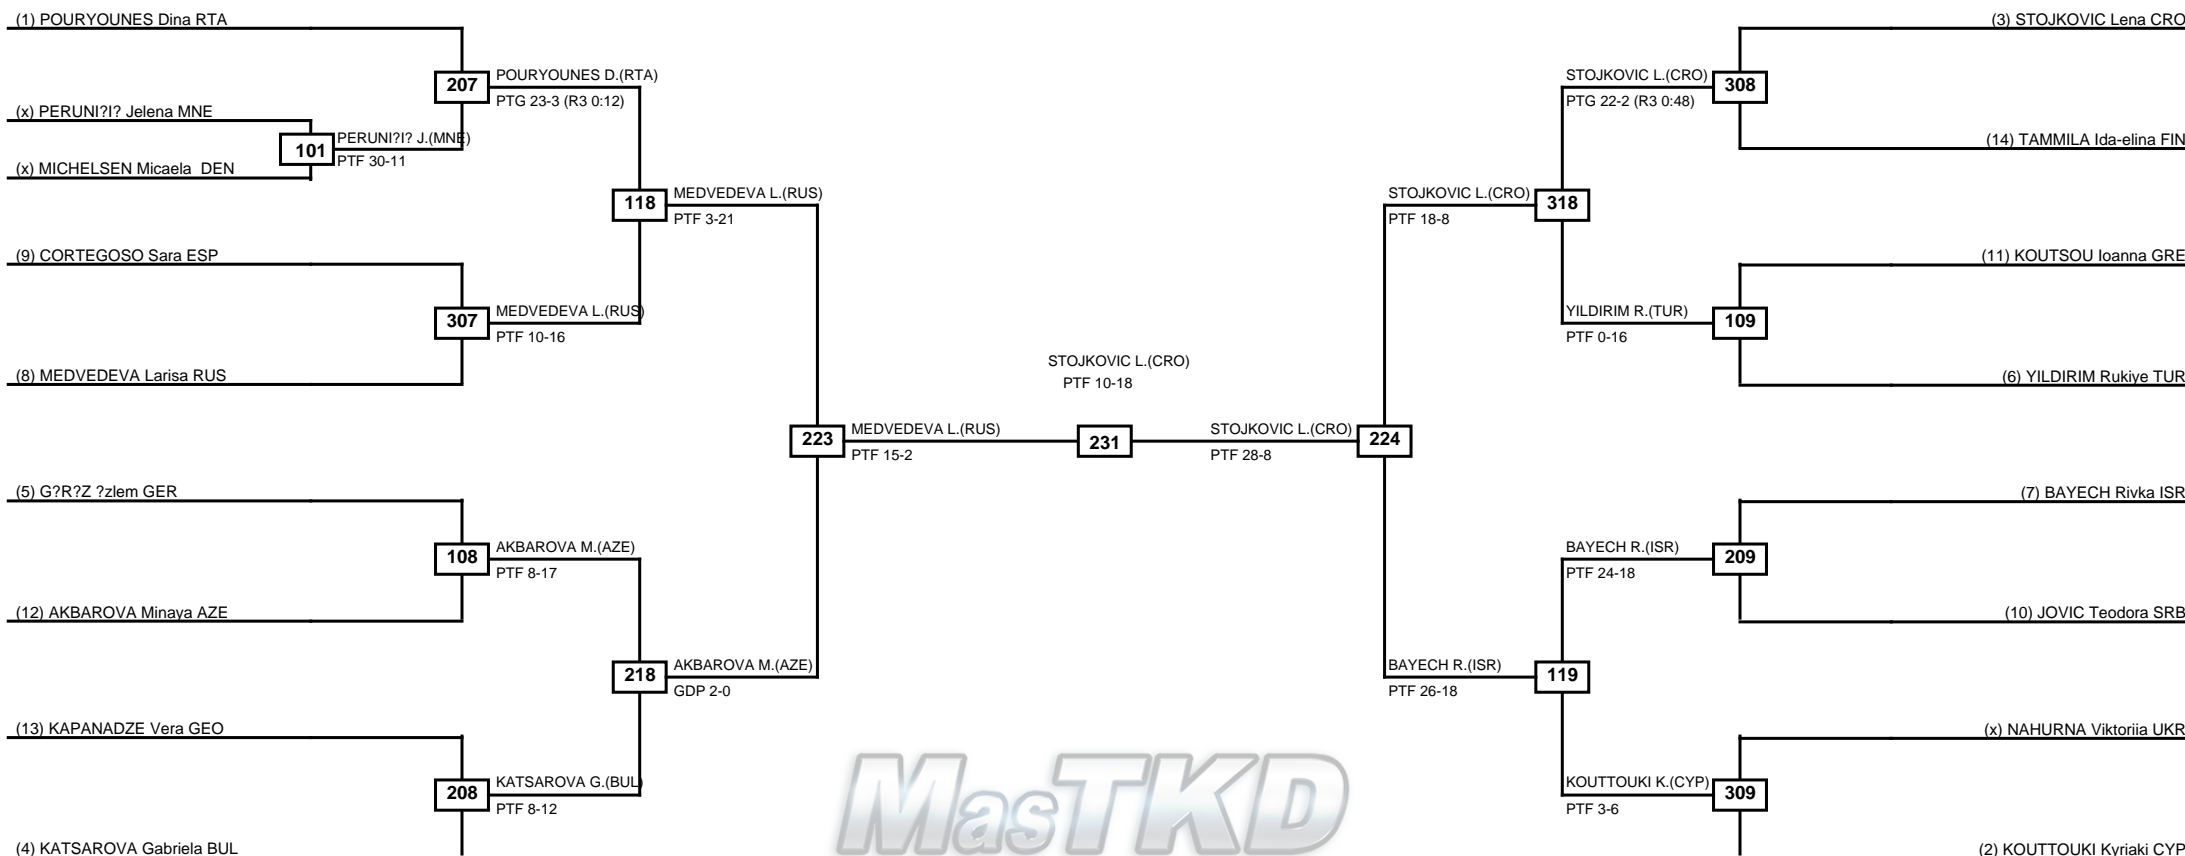 (1) POURYOUNES Dina RTA
(x) PERUNI?I? Jelena MNE
(x) MICHELSEN Micaela DEN
(9) CORTEGOSO Sara ESP
(8) MEDVEDEVA Larisa RUS
(5) G?R?Z ?zlem GER
(12) AKBAROVA Minaya AZE
(13) KAPANADZE Vera GEO
(4) KATSAROVA Gabriela BUL
101
PERUNI?I? J.(MNE)
PTF 30-11
207
POURYOUNES D.(RTA)
PTG 23-3 (R3 0:12)
307
MEDVEDEVA L.(RUS)
PTF 10-16
108
AKBAROVA M.(AZE)
PTF 8-17
208
KATSAROVA G.(BUL)
PTF 8-12
118
MEDVEDEVA L.(RUS)
PTF 3-21
218
AKBAROVA M.(AZE)
GDP 2-0
223
MEDVEDEVA L.(RUS)
PTF 15-2
STOJKOVIC L.(CRO)
PTF 10-18
231
STOJKOVIC L.(CRO)
PTF 28-8
224
STOJKOVIC L.(CRO)
PTF 18-8
318
BAYECH R.(ISR)
PTF 26-18
119
STOJKOVIC L.(CRO)
PTG 22-2 (R3 0:48)
308
YILDIRIM R.(TUR)
PTF 0-16
109
BAYECH R.(ISR)
PTF 24-18
209
KOUTTOUKI K.(CYP)
PTF 3-6
309
(3) STOJKOVIC Lena CRO
(14) TAMMILA Ida-elina FIN
(11) KOUTSOU Ioanna GRE
(6) YILDIRIM Rukiye TUR
(7) BAYECH Rivka ISR
(10) JOVIC Teodora SRB
(x) NAHURNA Viktoriia UKR
(2) KOUTTOUKI Kyriaki CYP
MasTKD